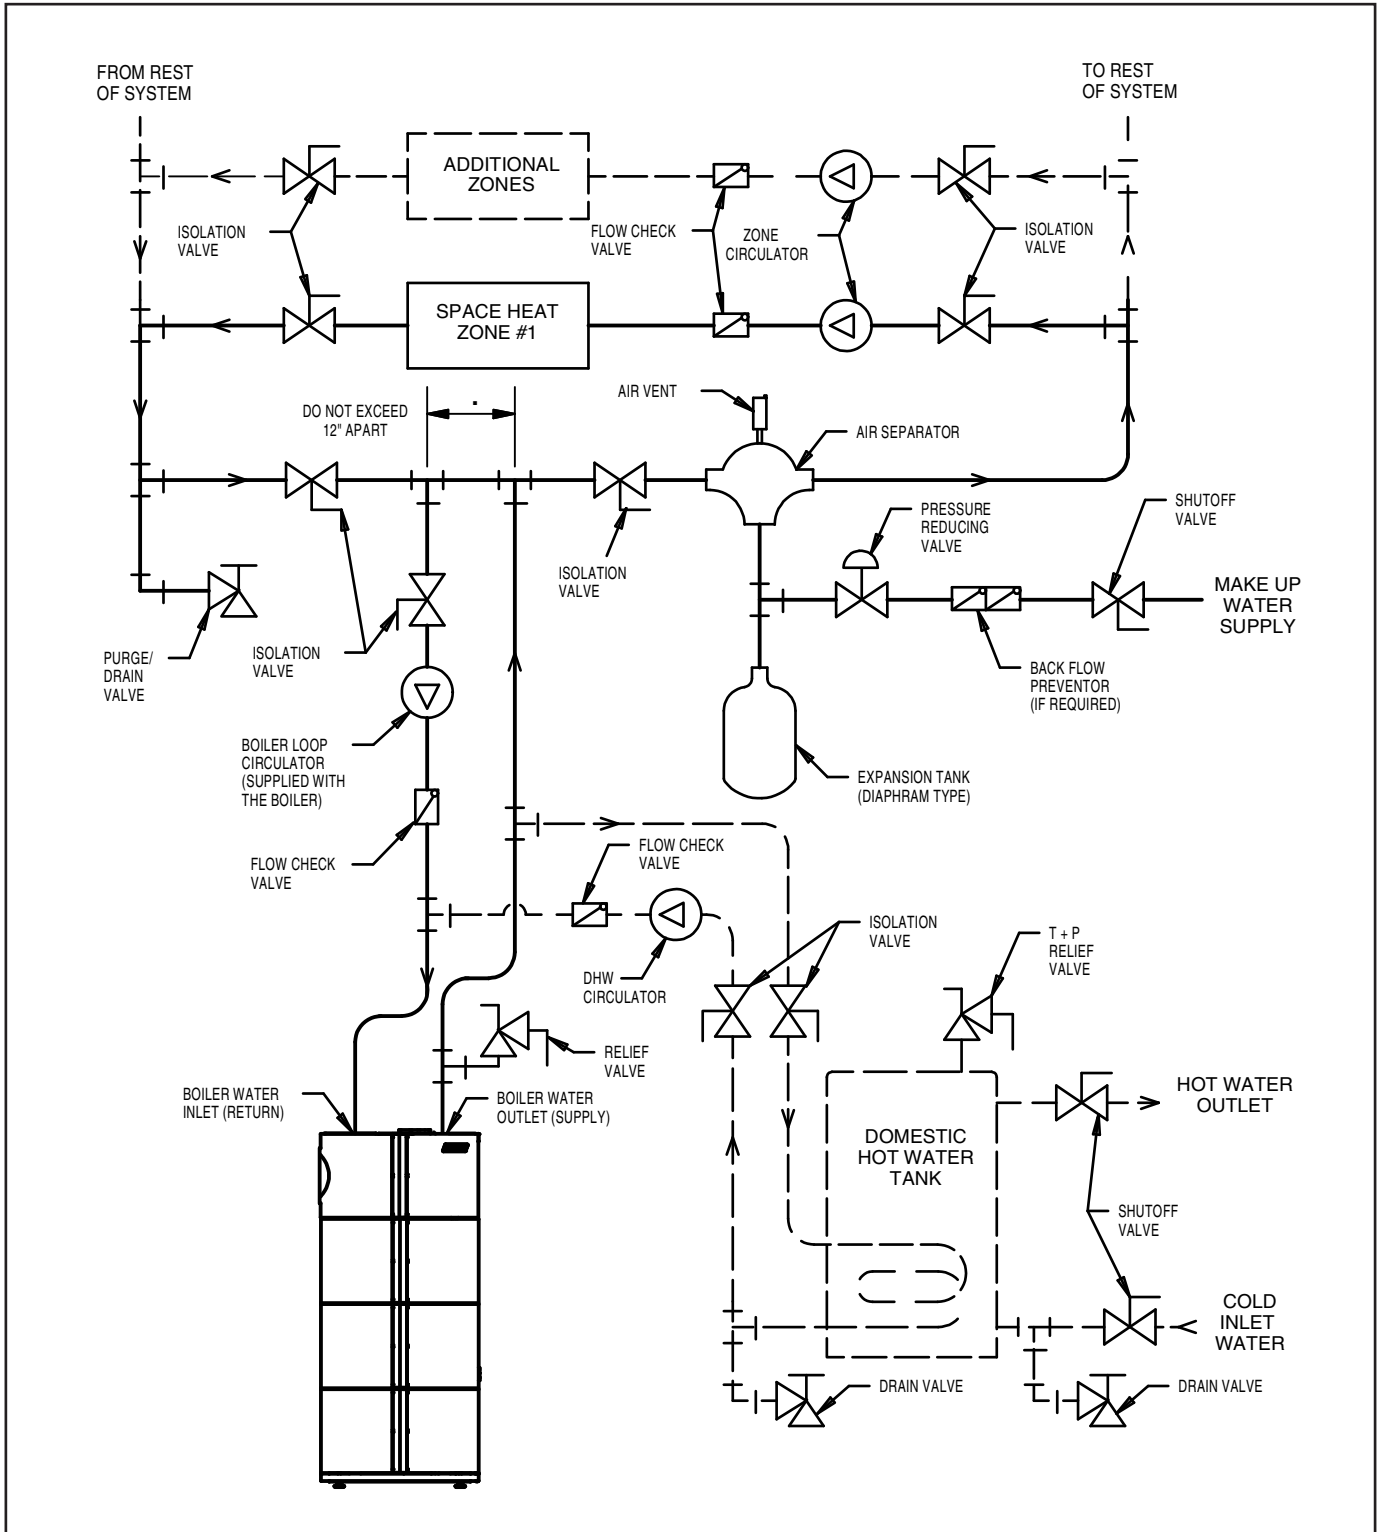 FROM REST
OF SYSTEM
TO REST
OF SYSTEM
ADDITIONAL
ZONES
ISOLATION
VALVE
FLOW CHECK
VALVE
ZONE
CIRCULATOR
ISOLATION
VALVE
SPACE HEAT
ZONE #1
DO NOT EXCEED
12" APART
AIR VENT
AIR SEPARATOR
PRESSURE
REDUCING
VALVE
SHUTOFF
VALVE
ISOLATION
VALVE
MAKE UP
WATER
SUPPLY
PURGE/
DRAIN
VALVE
ISOLATION
VALVE
BACK FLOW
PREVENTOR
(IF REQUIRED)
BOILER LOOP
CIRCULATOR
(SUPPLIED WITH
THE BOILER)
EXPANSION TANK
(DIAPHRAM TYPE)
FLOW CHECK
VALVE
FLOW CHECK
VALVE
ISOLATION
VALVE
T + P
RELIEF
VALVE
DHW
CIRCULATOR
RELIEF
VALVE
BOILER WATER
INLET (RETURN)
BOILER WATER
OUTLET (SUPPLY)
HOT WATER
OUTLET
DOMESTIC
HOT WATER
TANK
SHUTOFF
VALVE
COLD
INLET
WATER
DRAIN VALVE
DRAIN VALVE